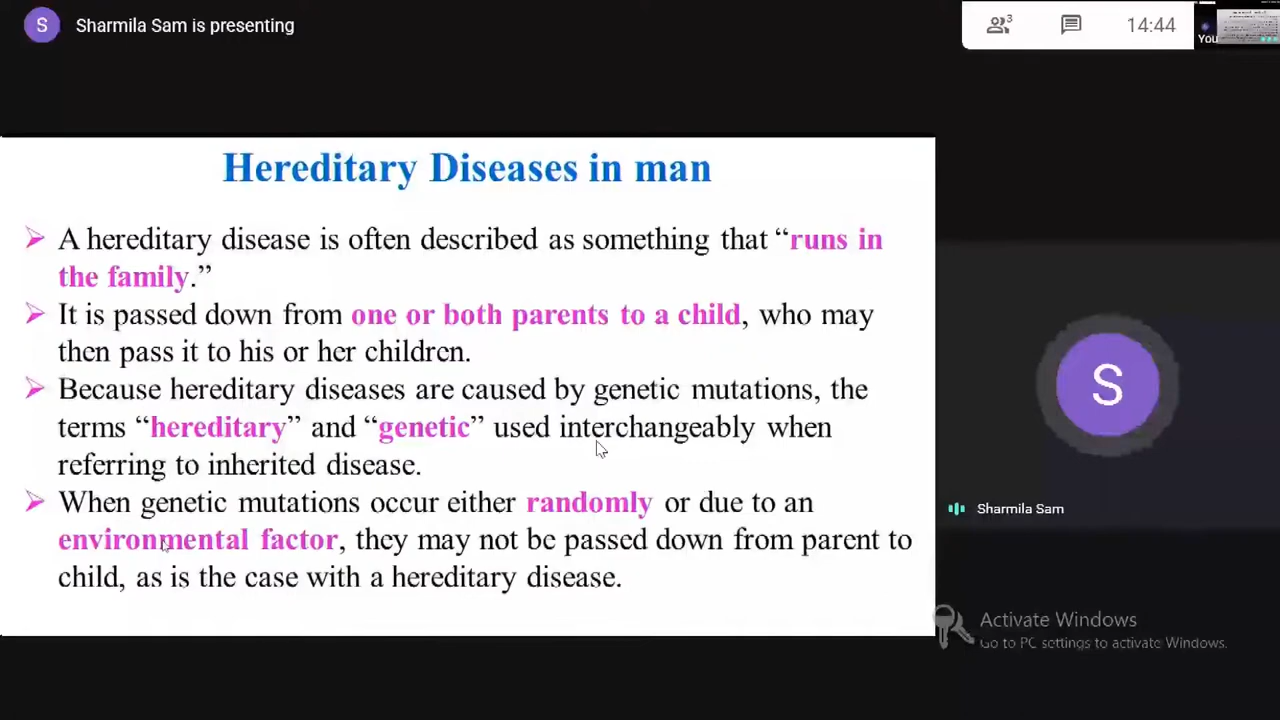 S
Sharmila Sam is presenting
3
14:44
You
Hereditary Diseases in man
A hereditary disease is often described as something that “runs in
the family.”
It is passed down from one or both parents to a child, who may
then pass it to his or her children.
Because hereditary diseases are caused by genetic mutations, the
terms “hereditary” and “genetic” used interchangeably when
referring to inherited disease.
When genetic mutations occur either randomly or due to an
environmental factor, they may not be passed down from parent to
child, as is the case with a hereditary disease.
S
Sharmila Sam
Activate Windows
Go to PC settings to activate Windows.